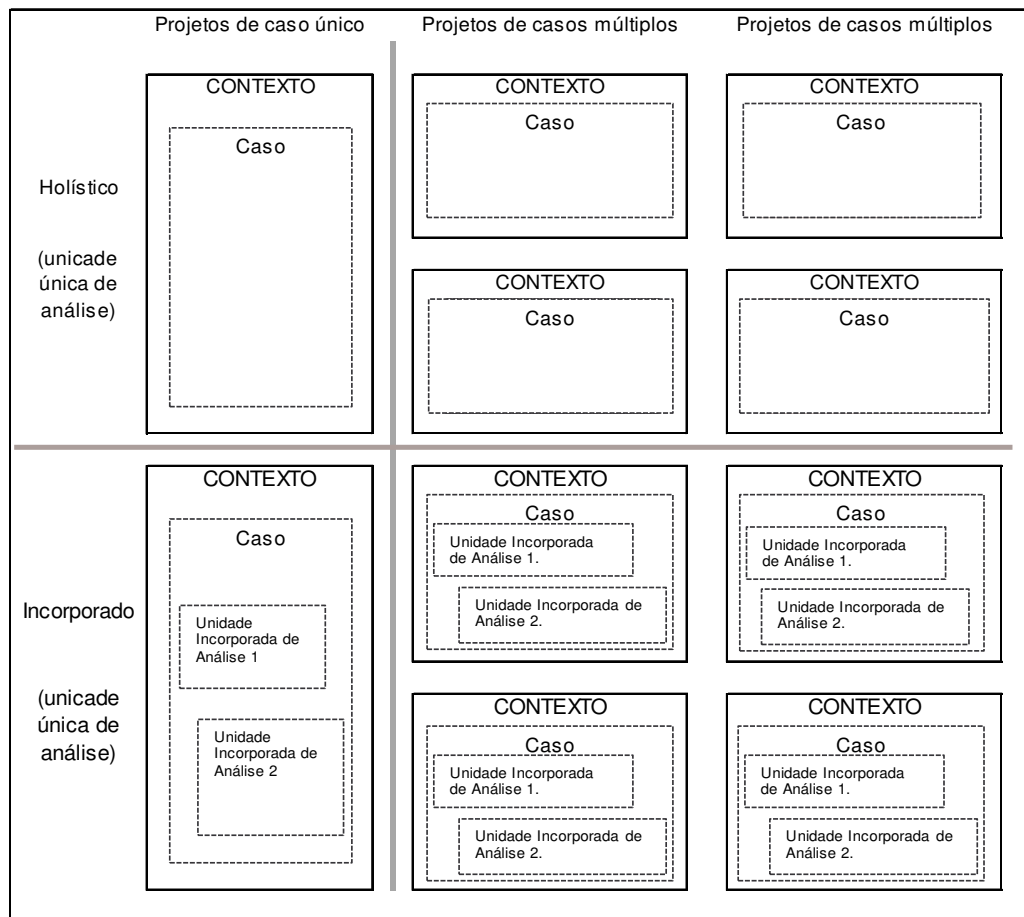 Projetos de caso único
Projetos de casos múltiplos
Projetos de casos múltiplos
Holístico
(unicade
única de
análise)
CONTEXTO
Caso
CONTEXTO
Caso
CONTEXTO
Caso
CONTEXTO
Caso
CONTEXTO
Caso
Incorporado
(unicade
única de
análise)
CONTEXTO
Caso
Unidade
Incorporada de
Análise 1
Unidade
Incorporada de
Análise 2
CONTEXTO
Caso
Unidade Incorporada
de Análise 1.
Unidade Incorporada de
Análise 2.
CONTEXTO
Caso
Unidade Incorporada
de Análise 1.
Unidade Incorporada de
Análise 2.
CONTEXTO
Caso
Unidade Incorporada
de Análise 1.
Unidade Incorporada de
Análise 2.
CONTEXTO
Caso
Unidade Incorporada
de Análise 1.
Unidade Incorporada de
Análise 2.